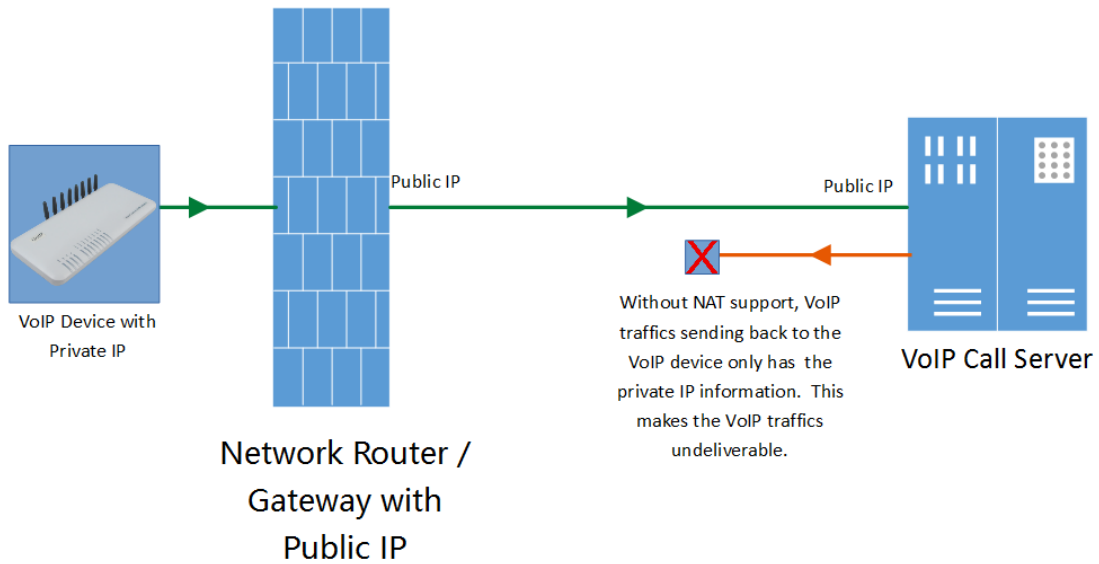 Public IP
Public IP
VoIP Device with
Private IP
Without NAT support, VoIP
traffics sending back to the
VoIP device only has the
private IP information. This
makes the VoIP traffics
undeliverable.
VoIP Call Server
Network Router /
Gateway with
Public IP